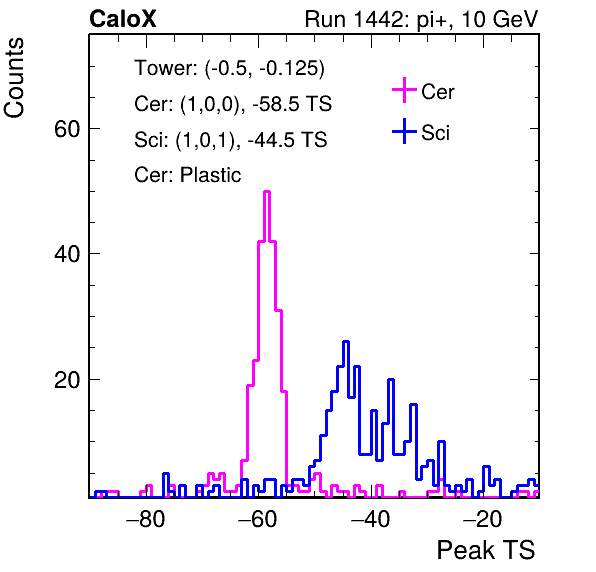 CaloX Run 1442: pi+, 10 GeV
Counts
Tower: (-0.5, -0.125)
Cer: (1,0,0), -58.5 TS
Sci: (1,0,1), -44.5 TS
Cer: Plastic
Cer
Sci
60
40
20
−80 −60 −40 −20
Peak TS